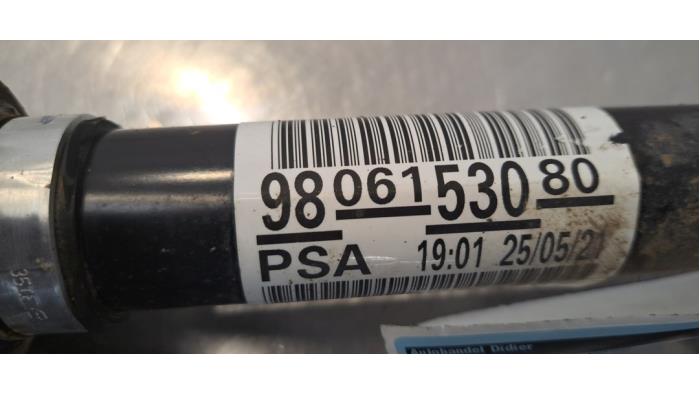 98 061 530 80
PSA 19:01 25/05/21
Autohandel Didier